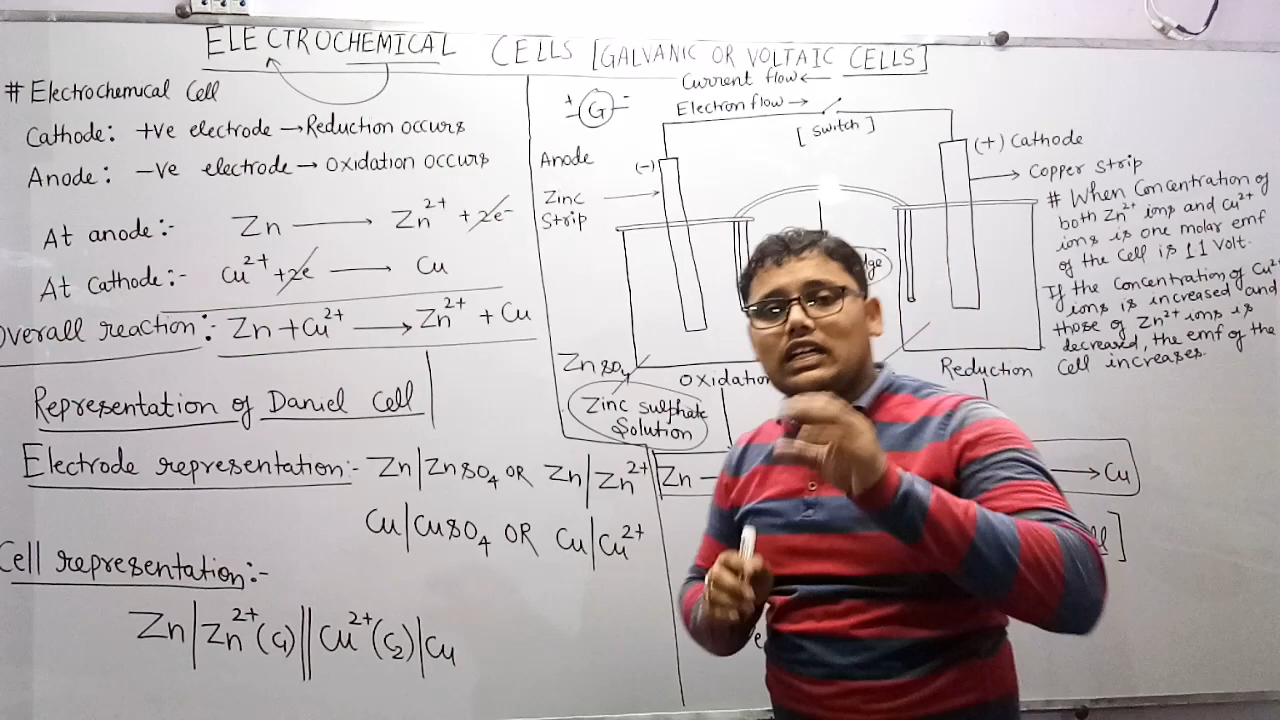 ELECTROCHEMICAL CELLS [GALVANIC OR VOLTAIC CELLS]
# Electrochemical Cell
Cathode: +ve electrode → Reduction occurs
Anode: -ve electrode → Oxidation occurs
At anode:- Zn → Zn2+ + 2e-
At cathode:- Cu2+ + 2e → Cu
Overall reaction:- Zn + Cu2+ → Zn2+ + Cu
Representation of Daniel Cell
Electrode representation:- Zn|ZnSO4 OR Zn|Zn2+
Cu|CuSO4 OR Cu|Cu2+
Cell representation:-
Zn|Zn2+(C1)||Cu2+(C2)|Cu
Current flow ←
+ G -
Electron flow →
[Switch]
Anode
(-)
(+) Cathode
Zinc
Strip
Copper Strip
# When Concentration of
both Zn2+ ions and Cu2+
ions is one molar emf
of the Cell is 1.1 Volt.
If the Concentration of Cu2+
ions is increased and
those of Zn2+ ions is
decreased, the emf of the
Cell increases.
ZnSO4
Oxidation
Reduction
Zinc sulphate
Solution
Zn
→ Cu